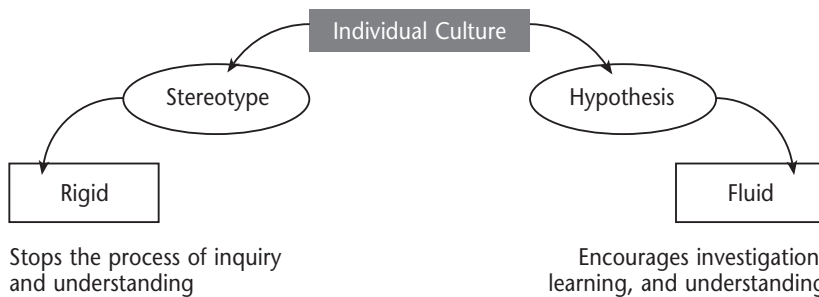 Individual Culture
Stereotype
Hypothesis
Rigid
Fluid
Stops the process of inquiry
and understanding
Encourages investigation
learning, and understanding